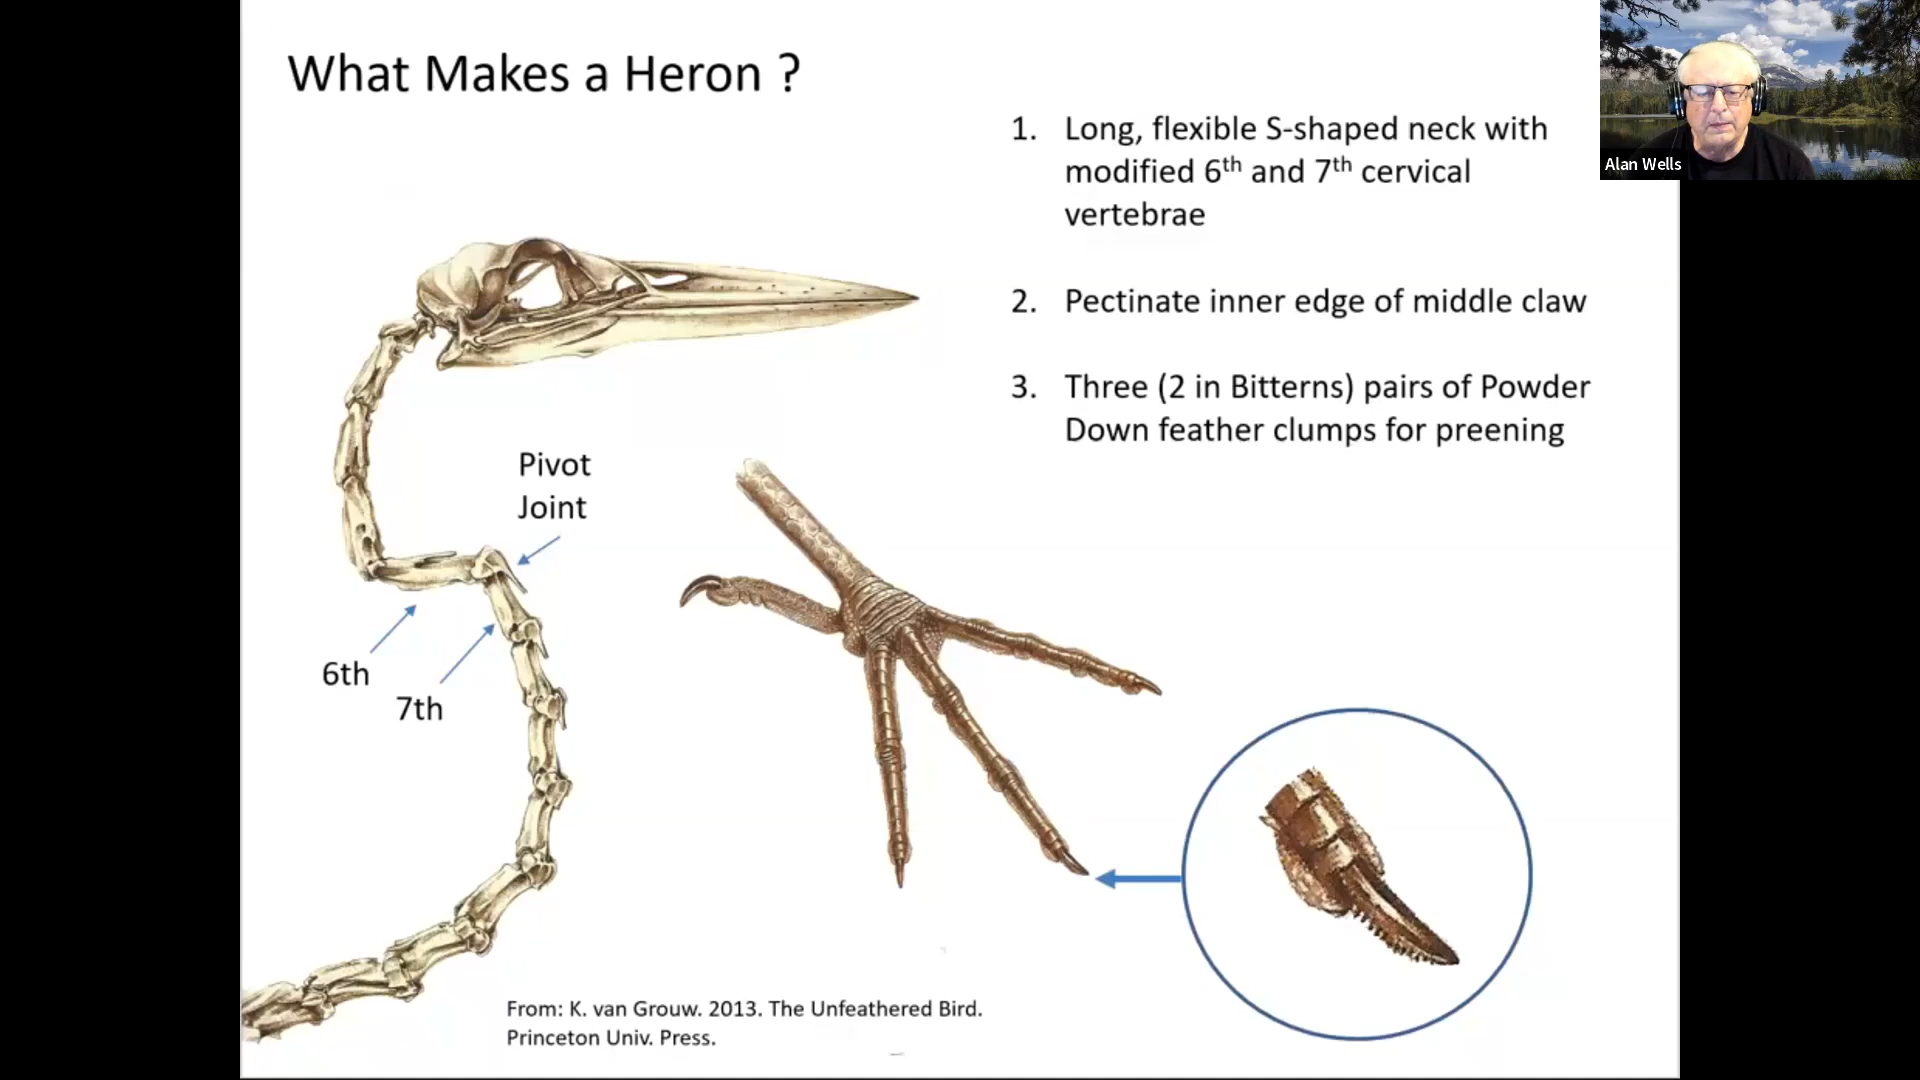 What Makes a Heron ?
1. Long, flexible S-shaped neck with
modified 6th and 7th cervical
vertebrae
2. Pectinate inner edge of middle claw
3. Three (2 in Bitterns) pairs of Powder
Down feather clumps for preening
Pivot
Joint
6th
7th
From: K. van Grouw. 2013. The Unfeathered Bird.
Princeton Univ. Press.
Alan Wells